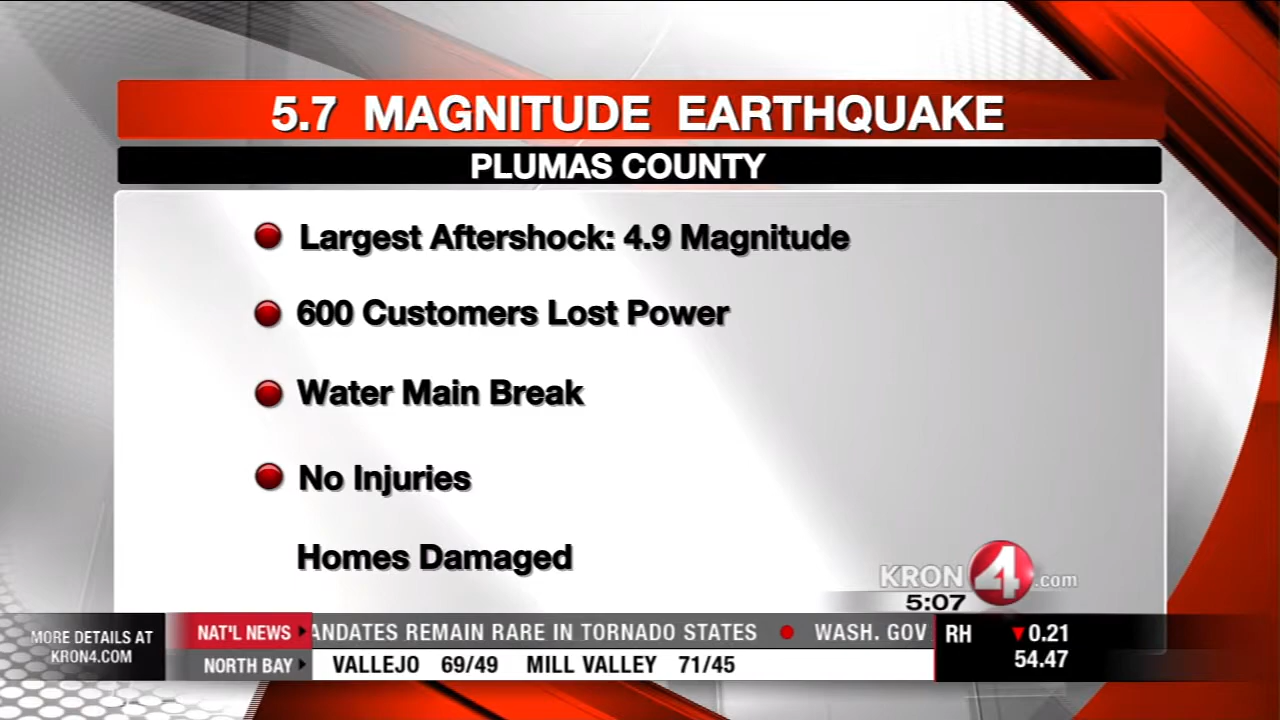 5.7 MAGNITUDE EARTHQUAKE
PLUMAS COUNTY
Largest Aftershock: 4.9 Magnitude
600 Customers Lost Power
Water Main Break
No Injuries
Homes Damaged
KRON 4 .com
5:07
MORE DETAILS AT
KRON4.COM
NAT'L NEWS ANDATES REMAIN RARE IN TORNADO STATES WASH. GOV
NORTH BAY VALLEJO 69/49 MILL VALLEY 71/45
RH 0.21
54.47